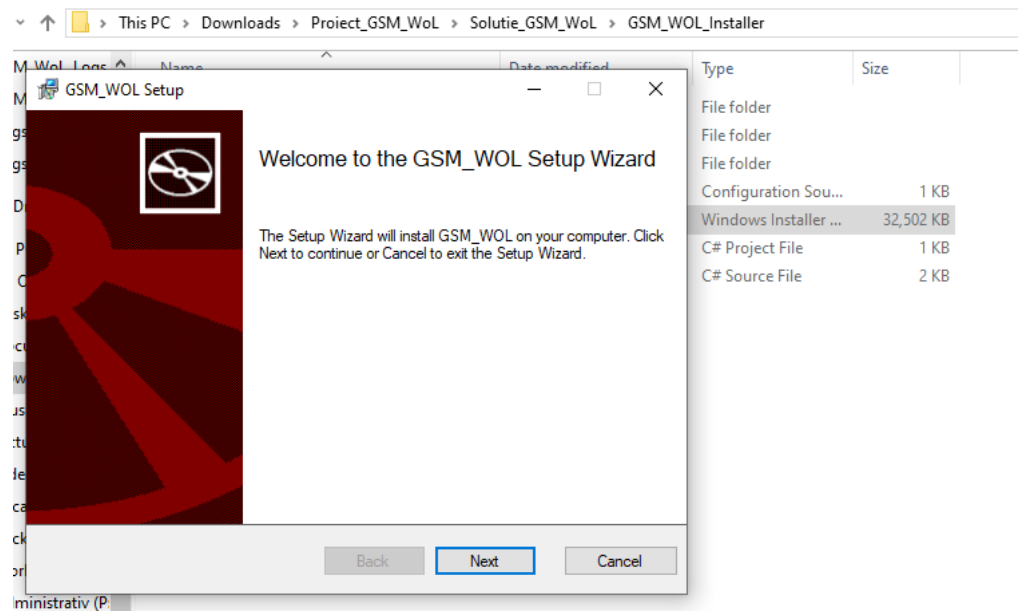 This PC > Downloads > Proiect_GSM_WoL > Solutie_GSM_WoL > GSM_WOL_Installer
Name Date modified Type Size
GSM_WOL Setup
File folder
File folder
File folder
Configuration Sou... 1 KB
Windows Installer ... 32,502 KB
C# Project File 1 KB
C# Source File 2 KB
Welcome to the GSM_WOL Setup Wizard
The Setup Wizard will install GSM_WOL on your computer. Click
Next to continue or Cancel to exit the Setup Wizard.
Back Next Cancel
ministrativ (P: